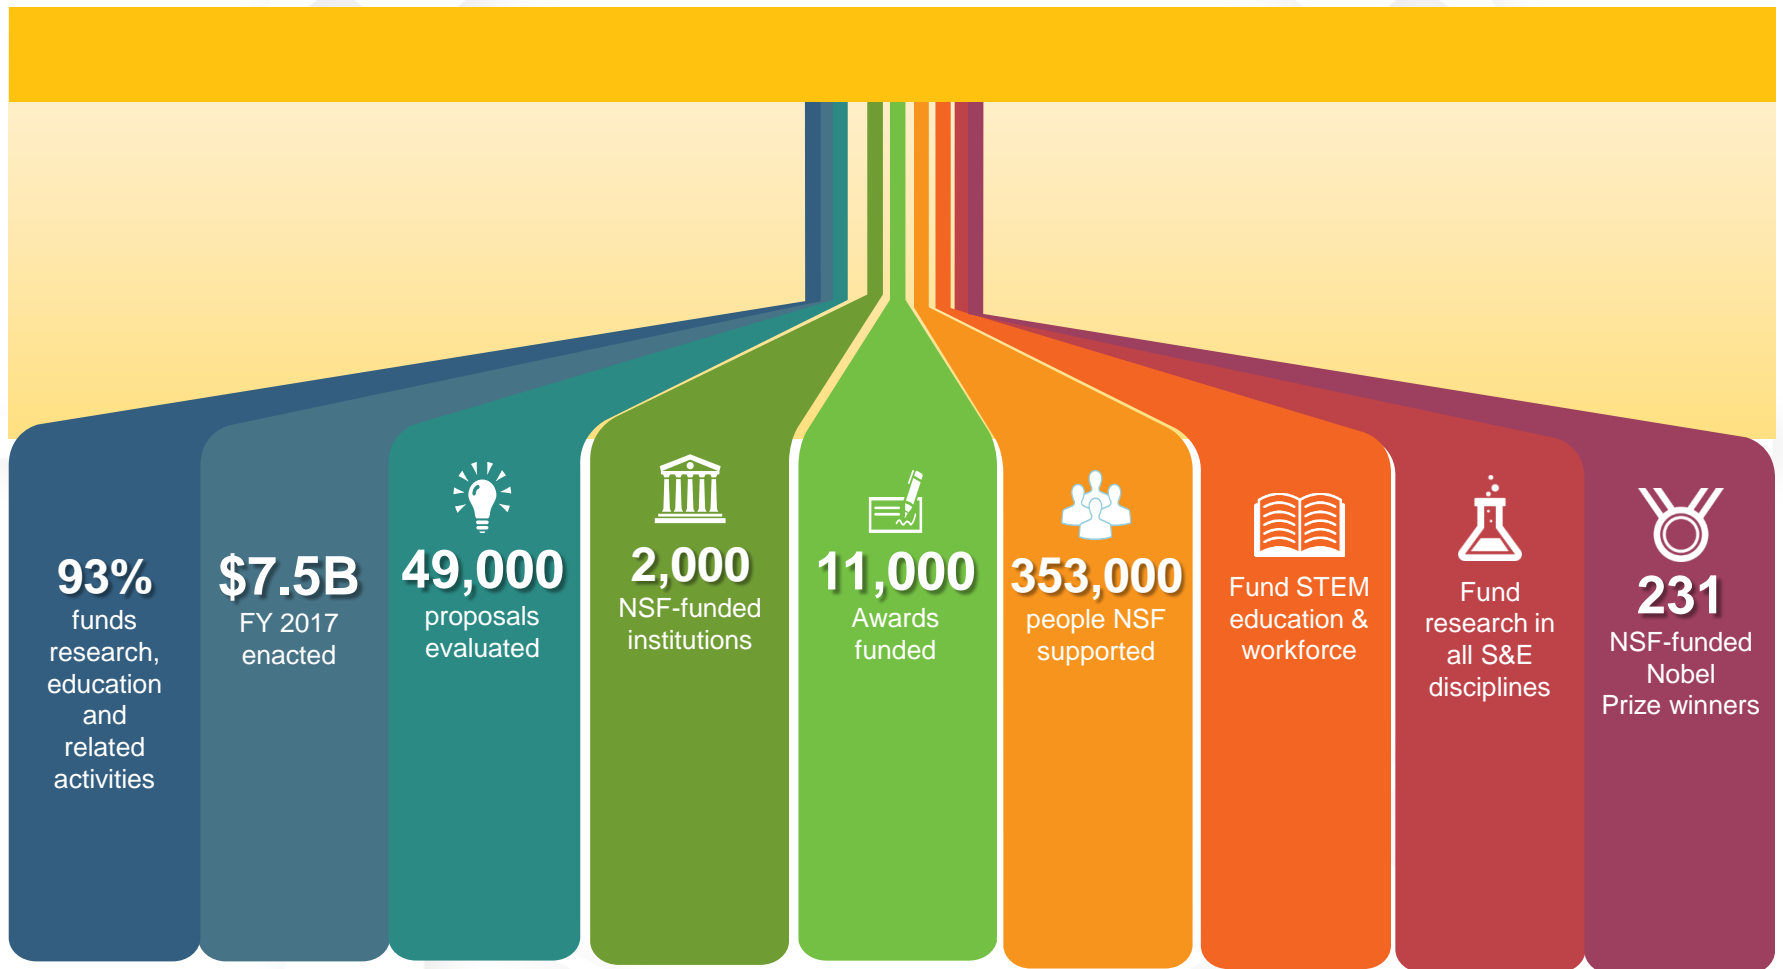 93%
funds
research,
education
and
related
activities
$7.5B
FY 2017
enacted
49,000
proposals
evaluated
2,000
NSF-funded
institutions
11,000
Awards
funded
353,000
people NSF
supported
Fund STEM
education &
workforce
Fund
research in
all S&E
disciplines
231
NSF-funded
Nobel
Prize winners